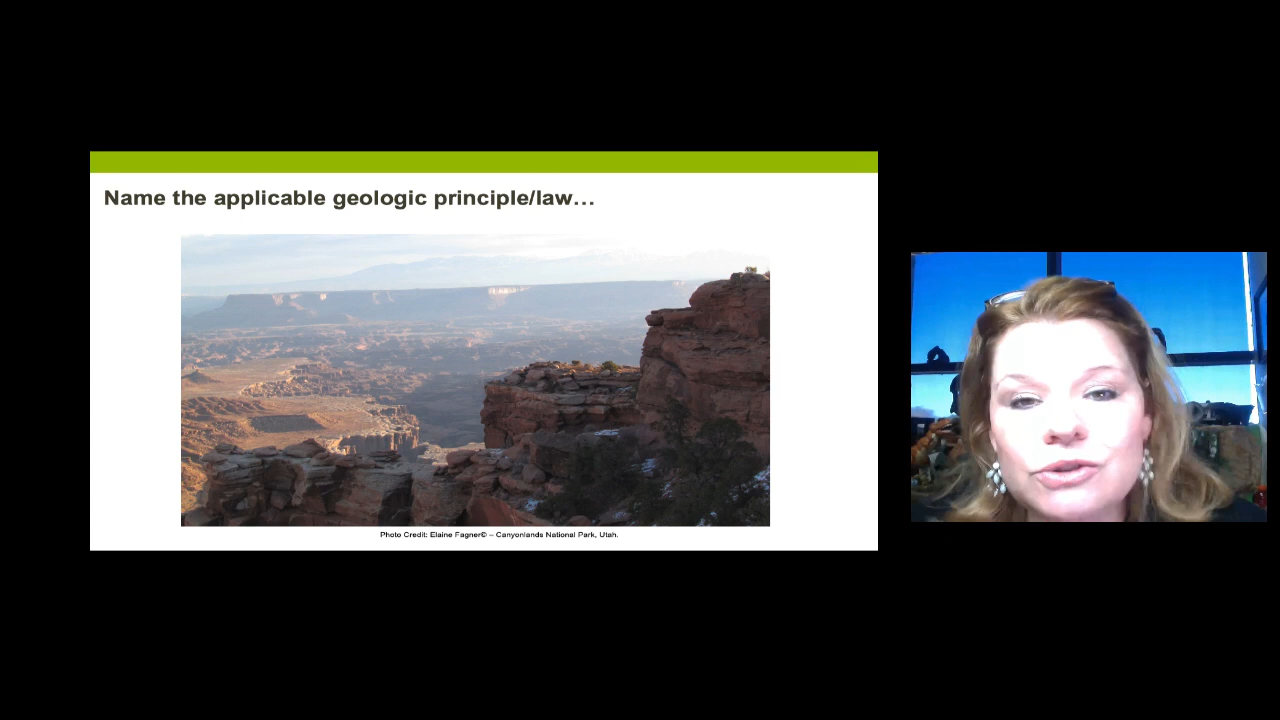 Name the applicable geologic principle/law…
Photo Credit: Elaine Fagner© – Canyonlands National Park, Utah.